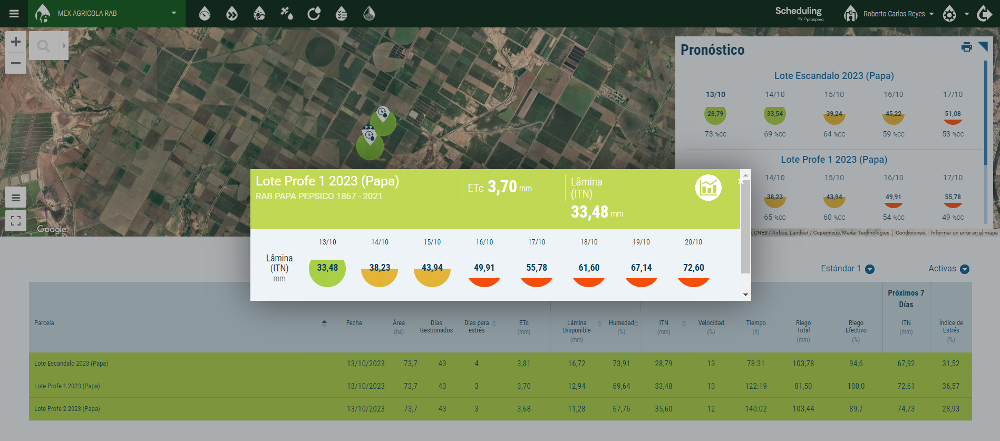 MEX AGRICOLA RAB
Scheduling
by prospera
Roberto Carlos Reyes
Pronóstico
Lote Escandalo 2023 (Papa)
13/10 14/10 15/10 16/10 17/10
28,79 33,54 39,24 45,22 51,08
73 %CC 69 %CC 64 %CC 59 %CC 53 %CC
Lote Profe 1 2023 (Papa)
14/10 15/10 16/10 17/10
38,23 43,94 49,91 55,78
65 %CC 60 %CC 54 %CC 49 %CC
Google
CNES / Airbus, Landsat / Copernicus, Maxar Technologies Condiciones Informar un error en el mapa
Lote Profe 1 2023 (Papa)
RAB PAPA PEPSICO 1867 - 2021
ETc 3,70 mm
Lâmina
(ITN)
33,48 mm
13/10 14/10 15/10 16/10 17/10 18/10 19/10 20/10
Lâmina
(ITN)
mm
33,48 38,23 43,94 49,91 55,78 61,60 67,14 72,60
Estándar 1 Activas
Próximos 7
Días
Parcela Fecha Área (ha) Días Gestionados Días para estrés ETc (mm) Lámina Disponible (mm) Humedad (%) ITN (mm) Velocidad (%) Tiempo (h) Riego Total (mm) Riego Efectivo (%) ITN (mm) Índice de Estrés (%)
Lote Escandalo 2023 (Papa) 13/10/2023 73,7 43 4 3,81 16,72 73,91 28,79 13 78:31 103,78 94,6 67,92 31,52
Lote Profe 1 2023 (Papa) 13/10/2023 73,7 43 3 3,70 12,94 69,64 33,48 13 122:19 81,50 100,0 72,61 36,57
Lote Profe 2 2023 (Papa) 13/10/2023 73,7 43 3 3,68 11,28 67,76 35,60 12 140:02 103,44 89,7 74,73 28,93